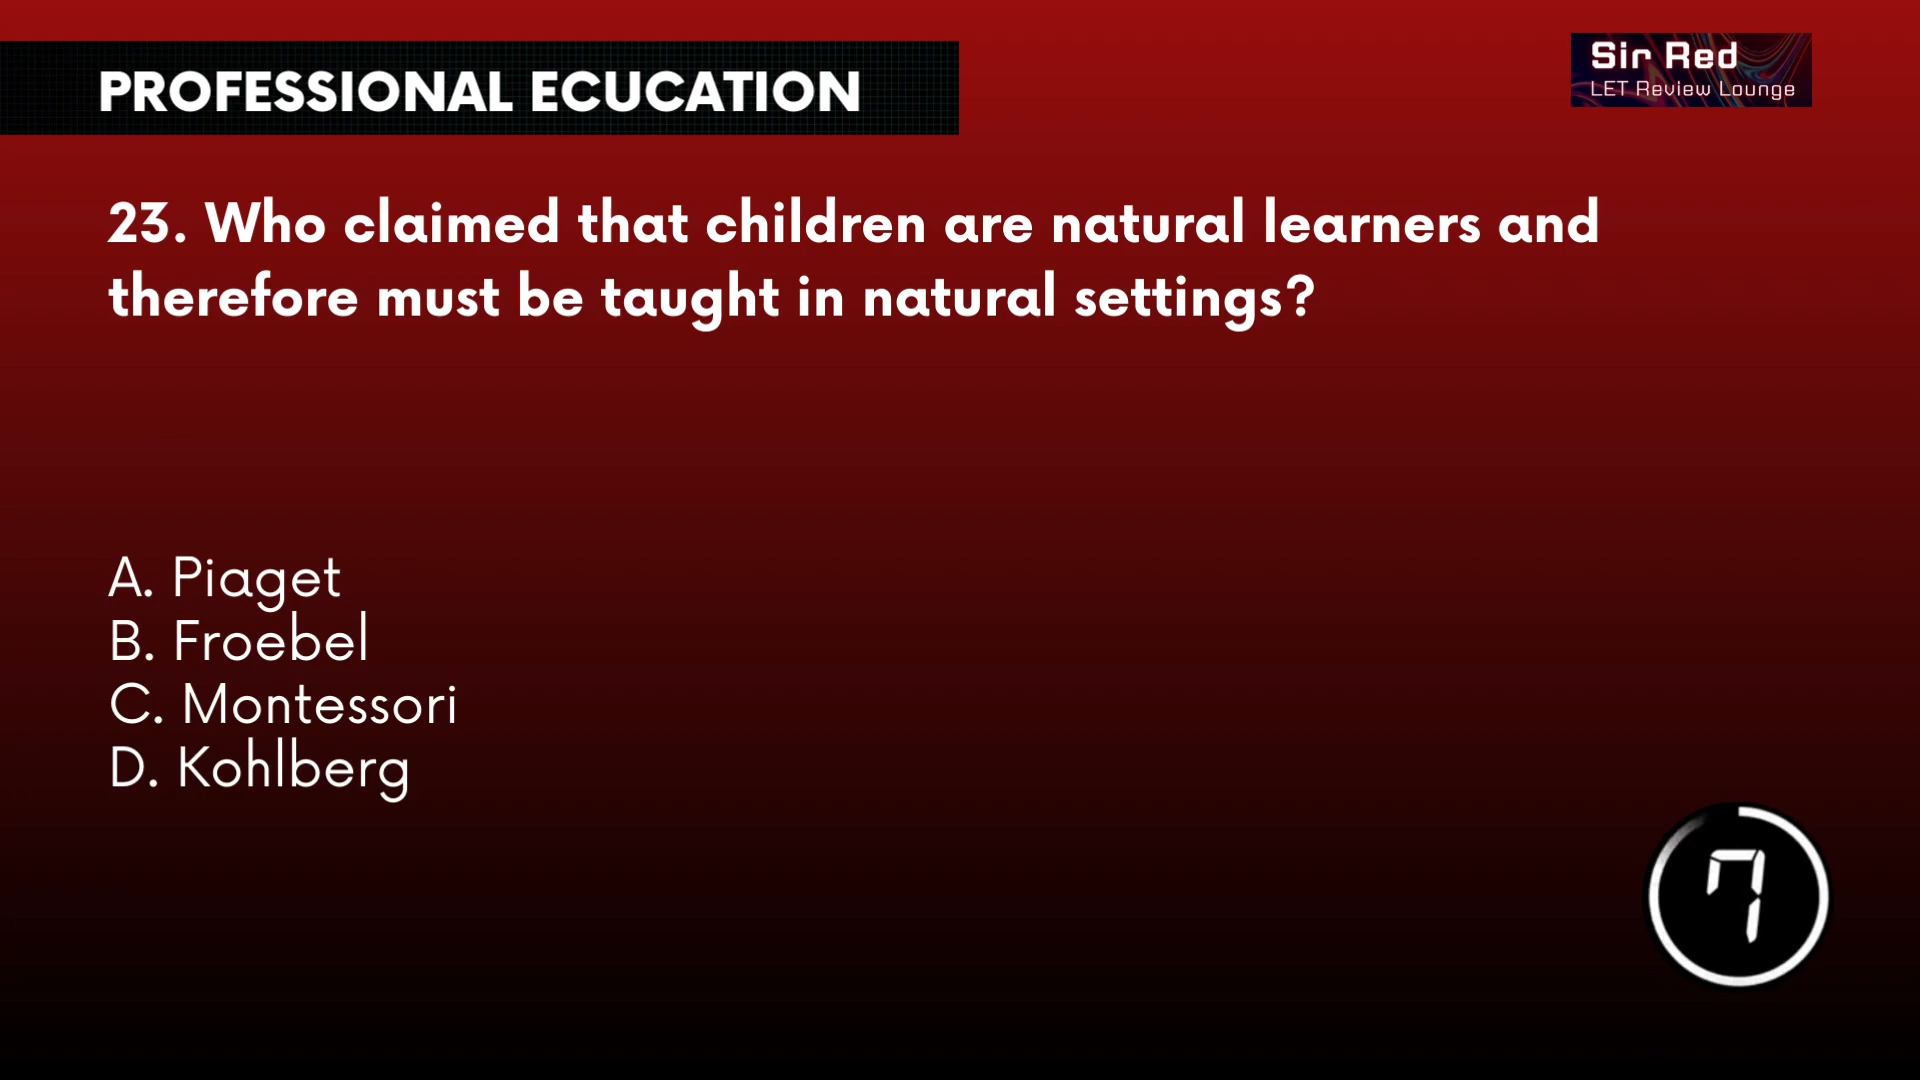 PROFESSIONAL ECUCATION
Sir Red
LET Review Lounge
23. Who claimed that children are natural learners and
therefore must be taught in natural settings?
A. Piaget
B. Froebel
C. Montessori
D. Kohlberg
7